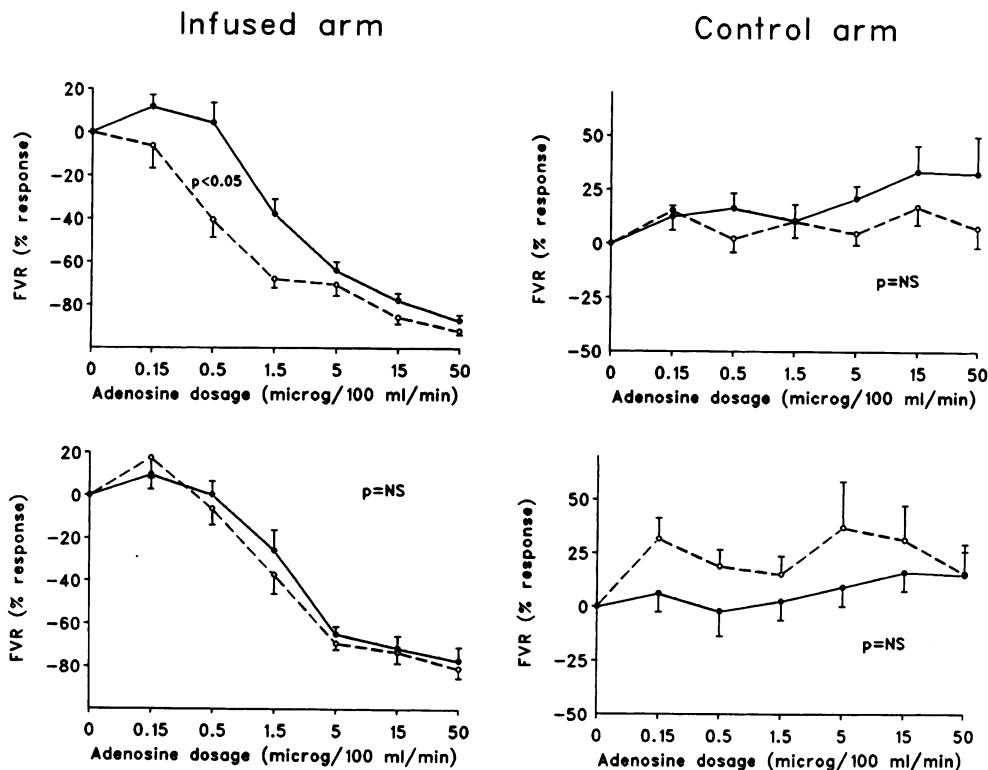 Infused arm
Control arm
FVR (% response)
20
0
−20
−40
−60
−80
p<0.05
0 0.15 0.5 1.5 5 15 50
Adenosine dosage (microg/100 ml/min)
FVR (% response)
50
25
0
−25
−50
p=NS
0 0.15 0.5 1.5 5 15 50
Adenosine dosage (microg/100 ml/min)
FVR (% response)
20
0
−20
−40
−60
−80
p=NS
0 0.15 0.5 1.5 5 15 50
Adenosine dosage (microg/100 ml/min)
FVR (% response)
50
25
0
−25
−50
p=NS
0 0.15 0.5 1.5 5 15 50
Adenosine dosage (microg/100 ml/min)